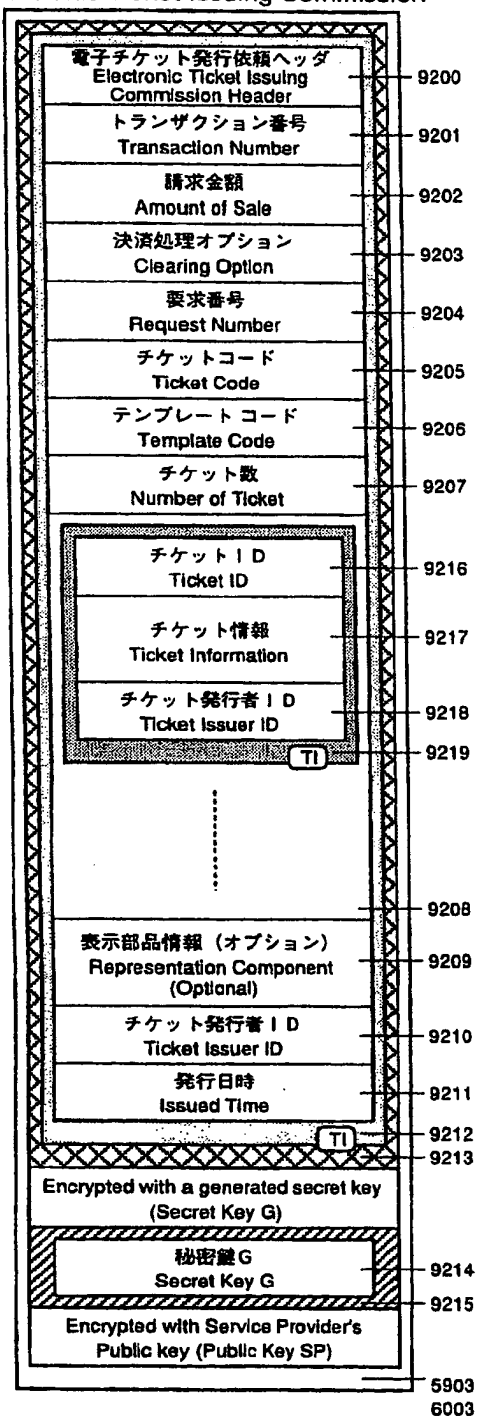 電子チケット発行依頼ヘッダ
Electronic Ticket Issuing
Commission Header
9200
トランザクション番号
Transaction Number
9201
請求金額
Amount of Sale
9202
決済処理オプション
Clearing Option
9203
要求番号
Request Number
9204
チケットコード
Ticket Code
9205
テンプレート コード
Template Code
9206
チケット数
Number of Ticket
9207
チケットID
Ticket ID
9216
チケット情報
Ticket Information
9217
チケット発行者ID
Ticket Issuer ID
9218
TI
9219
9208
表示部品情報（オプション）
Representation Component
(Optional)
9209
チケット発行者ID
Ticket Issuer ID
9210
発行日時
Issued Time
9211
TI
9212
9213
Encrypted with a generated secret key
(Secret Key G)
秘密鍵G
Secret Key G
9214
9215
Encrypted with Service Provider's
Public key (Public Key SP)
5903
6003